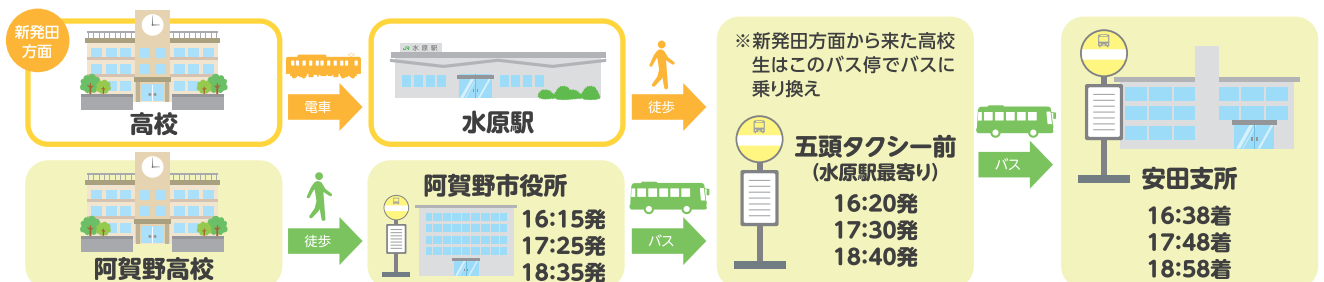 新発田
方面
高校
電車
JR 水原駅
水原駅
徒歩
※新発田方面から来た高校
生はこのバス停でバスに
乗り換え
五頭タクシー前
(水原駅最寄り)
16:20発
17:30発
18:40発
バス
安田支所
16:38着
17:48着
18:58着
阿賀野高校
徒歩
阿賀野市役所
16:15発
17:25発
18:35発
バス